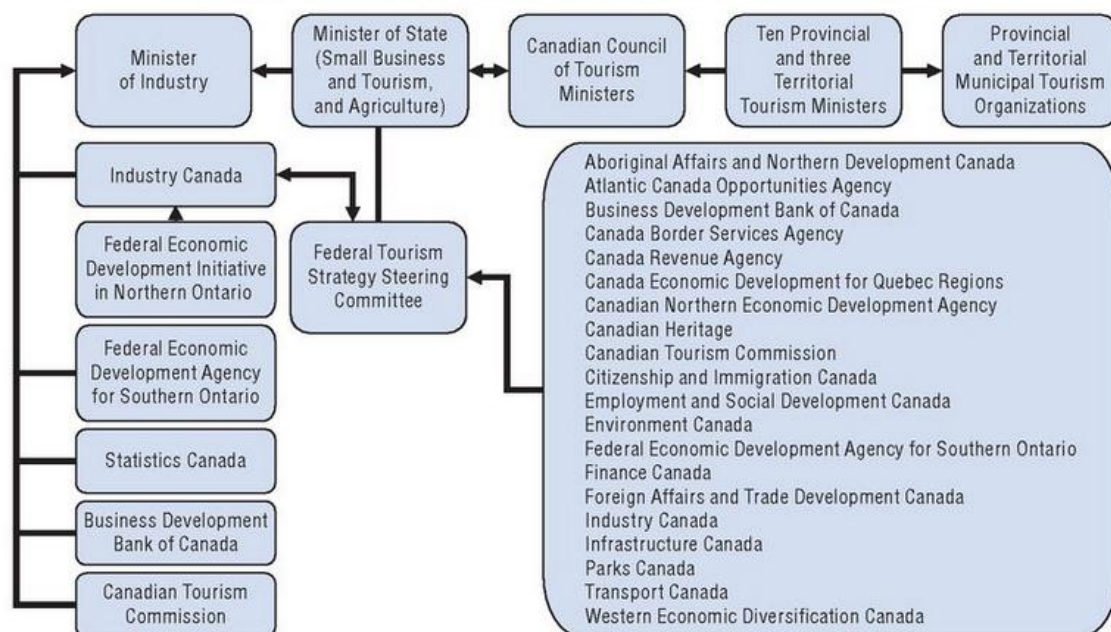 Minister
of Industry
Minister of State
(Small Business
and Tourism,
and Agriculture)
Canadian Council
of Tourism
Ministers
Ten Provincial
and three
Territorial
Tourism Ministers
Provincial
and Territorial
Municipal Tourism
Organizations
Industry Canada
Federal Economic
Development Initiative
in Northern Ontario
Federal Economic
Development Agency
for Southern Ontario
Statistics Canada
Business Development
Bank of Canada
Canadian Tourism
Commission
Federal Tourism
Strategy Steering
Committee
Aboriginal Affairs and Northern Development Canada
Atlantic Canada Opportunities Agency
Business Development Bank of Canada
Canada Border Services Agency
Canada Revenue Agency
Canada Economic Development for Quebec Regions
Canadian Northern Economic Development Agency
Canadian Heritage
Canadian Tourism Commission
Citizenship and Immigration Canada
Employment and Social Development Canada
Environment Canada
Federal Economic Development Agency for Southern Ontario
Finance Canada
Foreign Affairs and Trade Development Canada
Industry Canada
Infrastructure Canada
Parks Canada
Transport Canada
Western Economic Diversification Canada